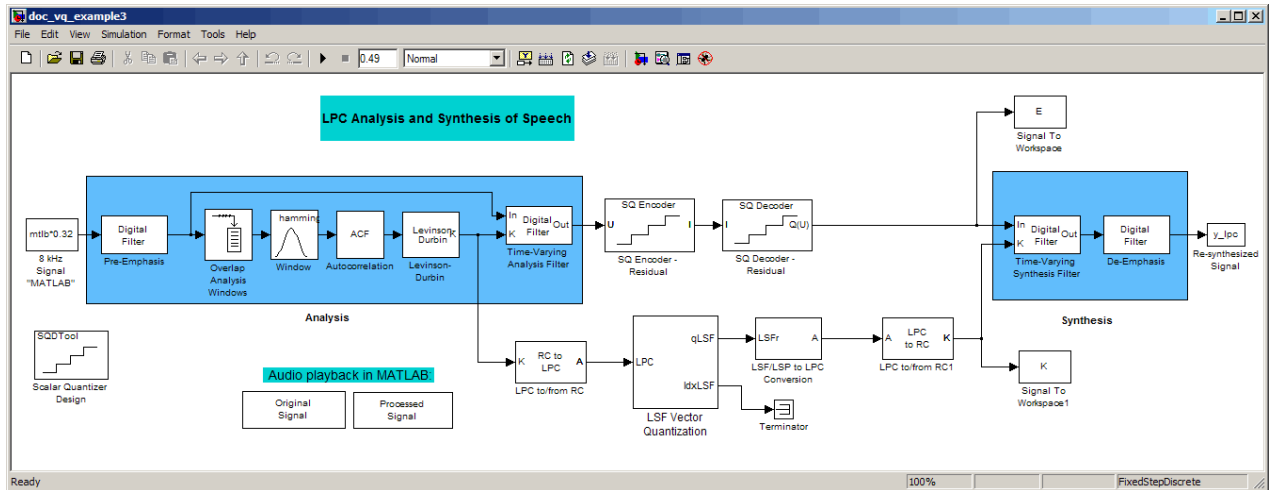 doc_vq_example3
File Edit View Simulation Format Tools Help
0.49 Normal
LPC Analysis and Synthesis of Speech
E
Signal To
Workspace
mtlb*0.32
8 kHz
Signal
"MATLAB"
Digital
Filter
Pre-Emphasis
Overlap
Analysis
Windows
hamming
Window
ACF
Autocorrelation
Levinson
Durbin
K
Levinson-
Durbin
In
K
Digital
Filter
Out
Time-Varying
Analysis Filter
SQ Encoder
U
I
SQ Encoder -
Residual
SQ Decoder
I
Q(U)
SQ Decoder -
Residual
In
K
Digital
Filter
Out
Time-Varying
Synthesis Filter
Digital
Filter
De-Emphasis
y_lpc
Re-synthesized
Signal
Analysis
Synthesis
SQDTool
Scalar Quantizer
Design
Audio playback in MATLAB:
Original
Signal
Processed
Signal
K
RC to
LPC
A
LPC to/from RC
LPC
qLSF
IdxLSF
LSF Vector
Quantization
Terminator
LSFr
A
LSF/LSP to LPC
Conversion
A
LPC
to RC
K
LPC to/from RC1
K
Signal To
Workspace1
Ready
100%
FixedStepDiscrete